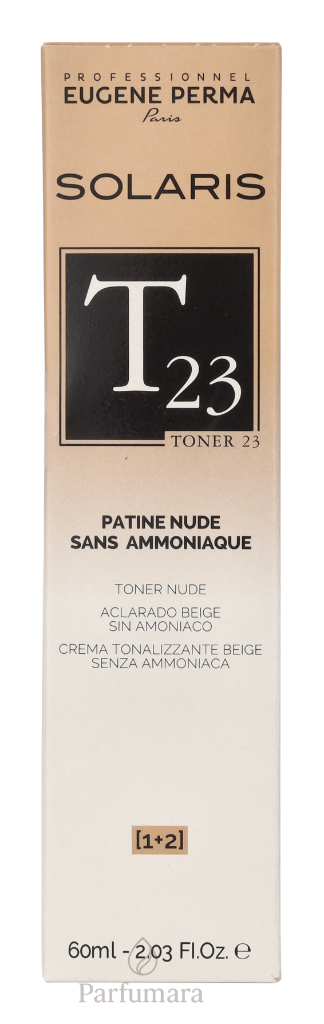 PROFESSIONNEL
EUGENE PERMA
Paris
SOLARIS
T23
TONER 23
PATINE NUDE
SANS AMMONIAQUE
TONER NUDE
ACLARADO BEIGE
SIN AMONIACO
CREMA TONALIZZANTE BEIGE
SENZA AMMONIACA
[1+2]
60ml - 2.03 Fl.Oz. ℮
Parfumara